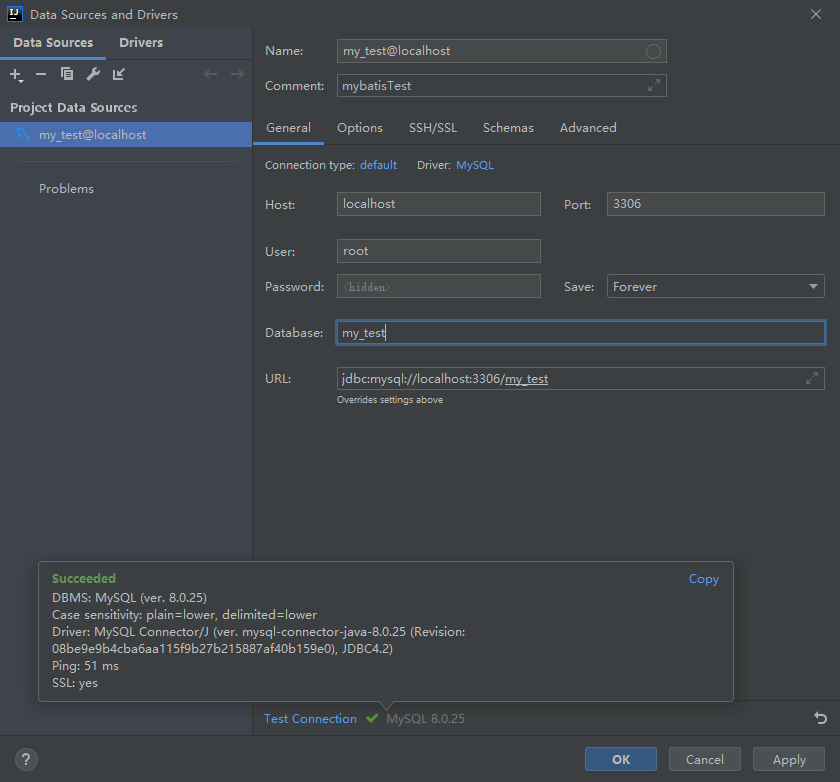 IJ Data Sources and Drivers
Data Sources Drivers
Project Data Sources
my_test@localhost
Problems
Name: my_test@localhost
Comment: mybatisTest
General Options SSH/SSL Schemas Advanced
Connection type: default Driver: MySQL
Host: localhost Port: 3306
User: root
Password: <hidden> Save: Forever
Database: my_test
URL: jdbc:mysql://localhost:3306/my_test
Overrides settings above
Succeeded Copy
DBMS: MySQL (ver. 8.0.25)
Case sensitivity: plain=lower, delimited=lower
Driver: MySQL Connector/J (ver. mysql-connector-java-8.0.25 (Revision:
08be9e9b4cba6aa115f9b27b215887af40b159e0), JDBC4.2)
Ping: 51 ms
SSL: yes
Test Connection MySQL 8.0.25
? OK Cancel Apply